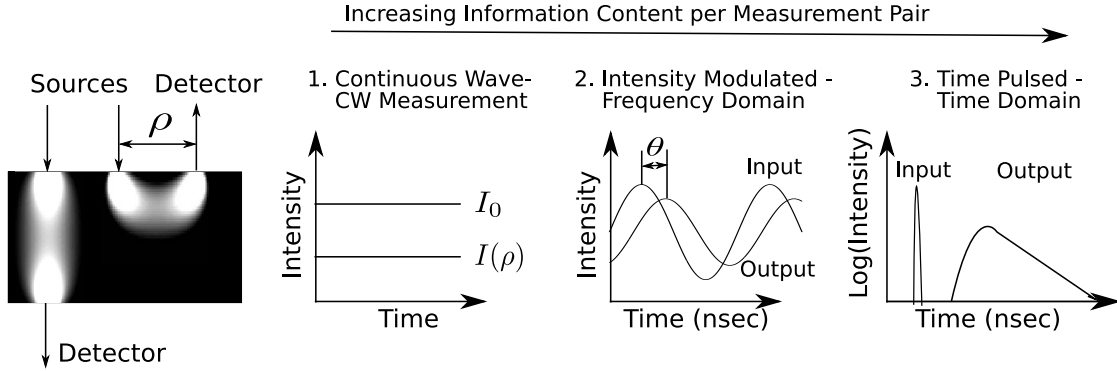 Increasing Information Content per Measurement Pair
Sources
Detector
ρ
Detector
1. Continuous Wave-
CW Measurement
Intensity
I₀
I(ρ)
Time
2. Intensity Modulated -
Frequency Domain
θ
Input
Intensity
Output
Time (nsec)
3. Time Pulsed -
Time Domain
Log(Intensity)
Input
Output
Time (nsec)